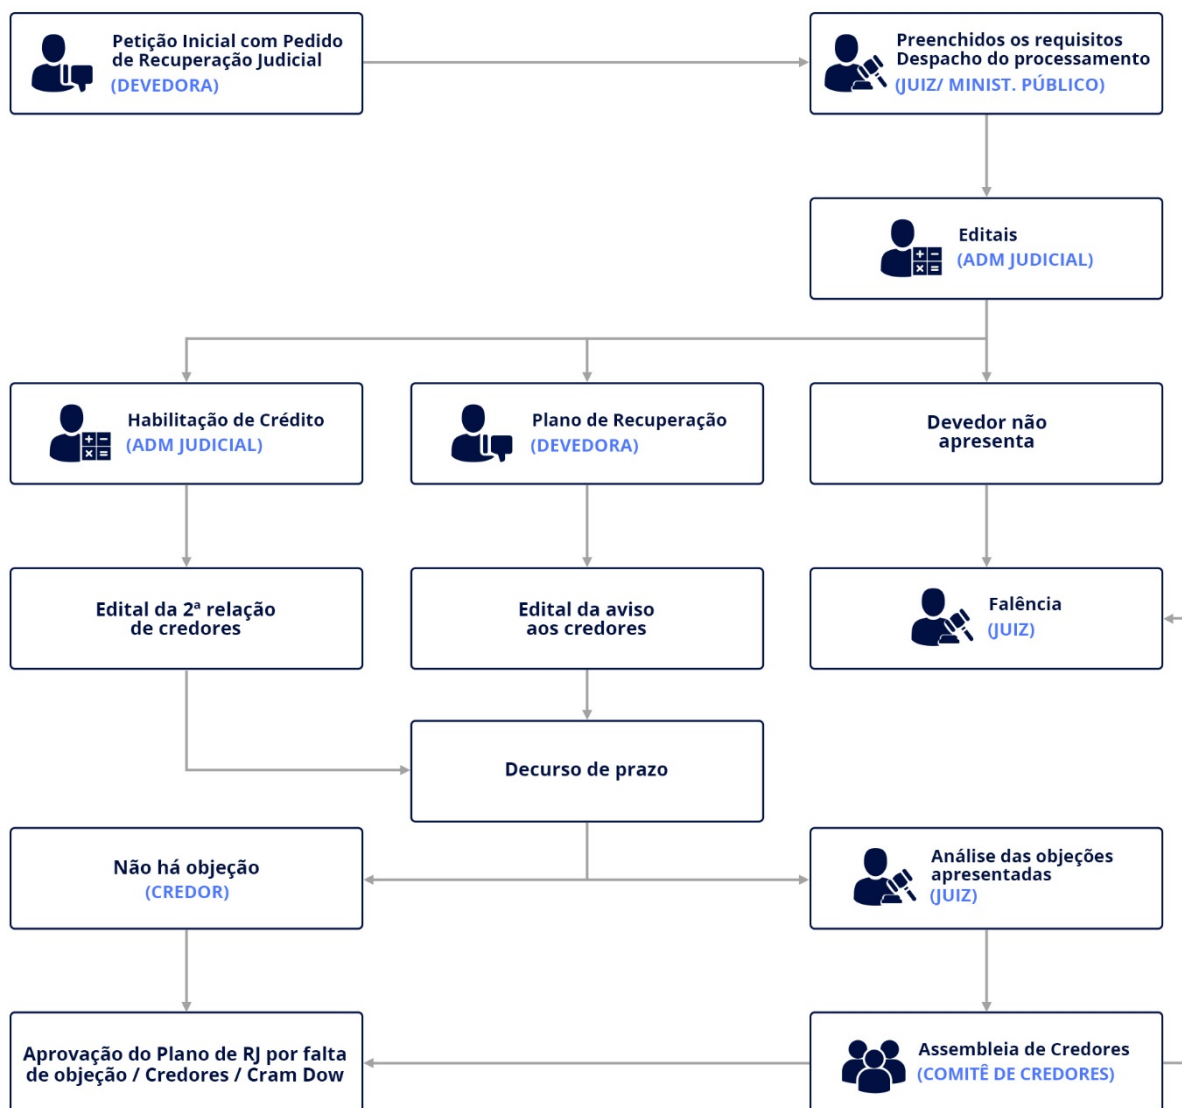 Petição Inicial com Pedido
de Recuperação Judicial
(DEVEDORA)
Preenchidos os requisitos
Despacho do processamento
(JUIZ/ MINIST. PÚBLICO)
Editais
(ADM JUDICIAL)
Habilitação de Crédito
(ADM JUDICIAL)
Plano de Recuperação
(DEVEDORA)
Devedor não
apresenta
Edital da 2ª relação
de credores
Edital da aviso
aos credores
Falência
(JUIZ)
Decurso de prazo
Não há objeção
(CREDOR)
Análise das objeções
apresentadas
(JUIZ)
Aprovação do Plano de RJ por falta
de objeção / Credores / Cram Dow
Assembleia de Credores
(COMITÊ DE CREDORES)